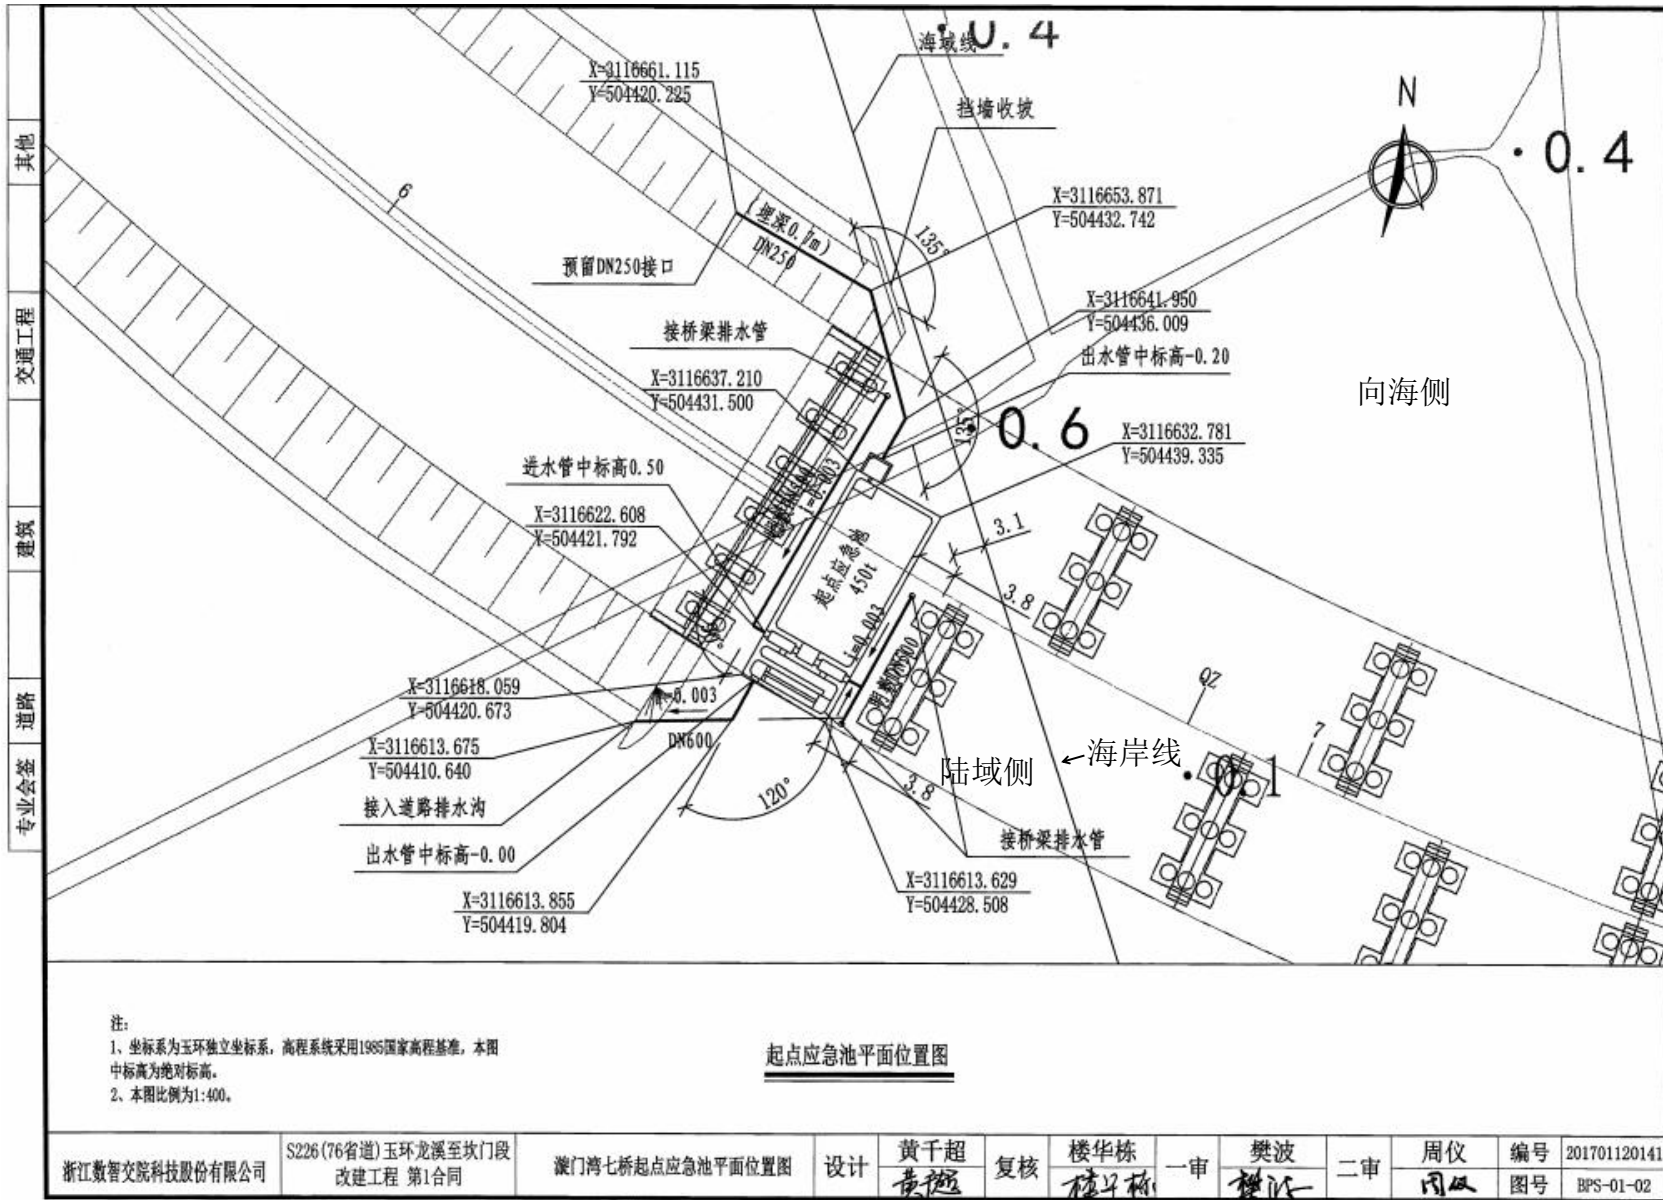 0.4
海域线
X=3116661.115
Y=504420.225
挡墙收坡
N
0.4
其他
6
X=3116653.871
Y=504432.742
135°
DN250
预留DN250接口
X=3116641.950
Y=504436.009
接桥梁排水管
出水管中标高-0.20
X=3116637.210
Y=504431.500
向海侧
135°
0.6
X=3116632.781
Y=504439.335
交通工程
进水管中标高0.50
X=3116622.608
Y=504421.792
3.1
建筑
起点应急池
450t
3.8
i=0.003
QZ
X=3116618.059
Y=504420.673
0.003
DN600
道路
X=3116613.675
Y=504410.640
7
海岸线
陆域侧
0.1
120°
3.8
接入道路排水沟
专业会签
接桥梁排水管
出水管中标高-0.00
X=3116613.629
Y=504428.508
X=3116613.855
Y=504419.804
注:
1、坐标系为玉环独立坐标系，高程系统采用1985国家高程基准，本图
中标高为绝对标高。
2、本图比例为1:400。
起点应急池平面位置图
浙江数智交院科技股份有限公司
S226(76省道)玉环龙溪至坎门段
改建工程 第1合同
漩门湾七桥起点应急池平面位置图
设计
黄千超
复核
楼华栋
一审
樊波
二审
周仪
编号
201701120141
图号
BPS-01-02